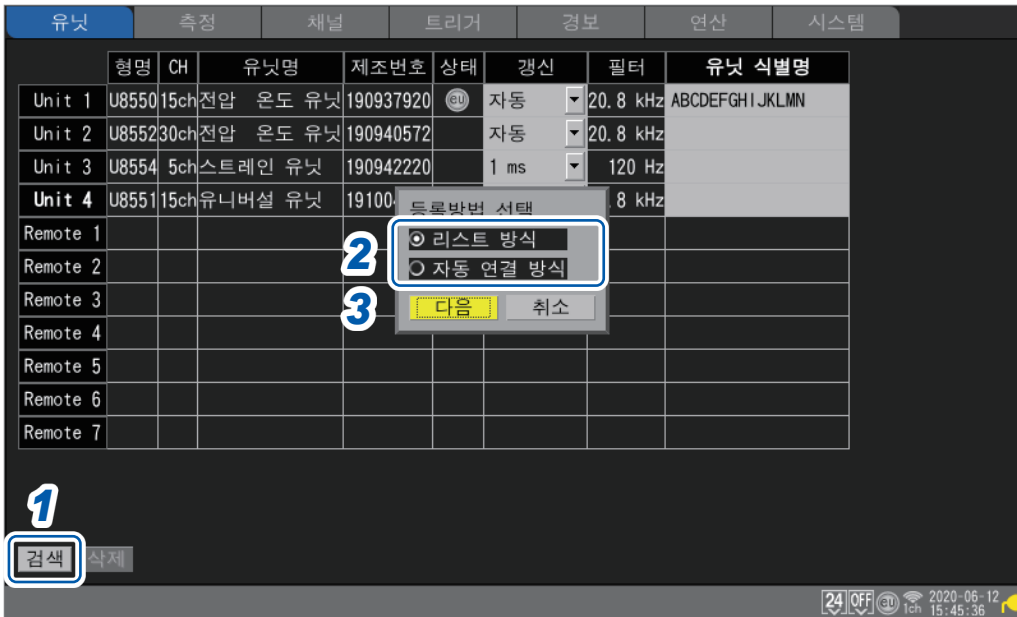 유닛 측정 채널 트리거 경보 연산 시스템
형명 CH 유닛명 제조번호 상태 갱신 필터 유닛 식별명
Unit 1 U8550 15ch 전압 온도 유닛 190937920 eu 자동 20.8 kHz ABCDEFGHIJKLMN
Unit 2 U8552 30ch 전압 온도 유닛 190940572 자동 20.8 kHz
Unit 3 U8554 5ch 스트레인 유닛 190942220 1 ms 120 Hz
Unit 4 U8551 15ch 유니버설 유닛 19100 8 kHz
등록방법 선택
Remote 1
2 리스트 방식
Remote 2
자동 연결 방식
Remote 3
3 다음 취소
Remote 4
Remote 5
Remote 6
Remote 7
1
검색 삭제
24 OFF eu 1ch 2020-06-12
15:45:36